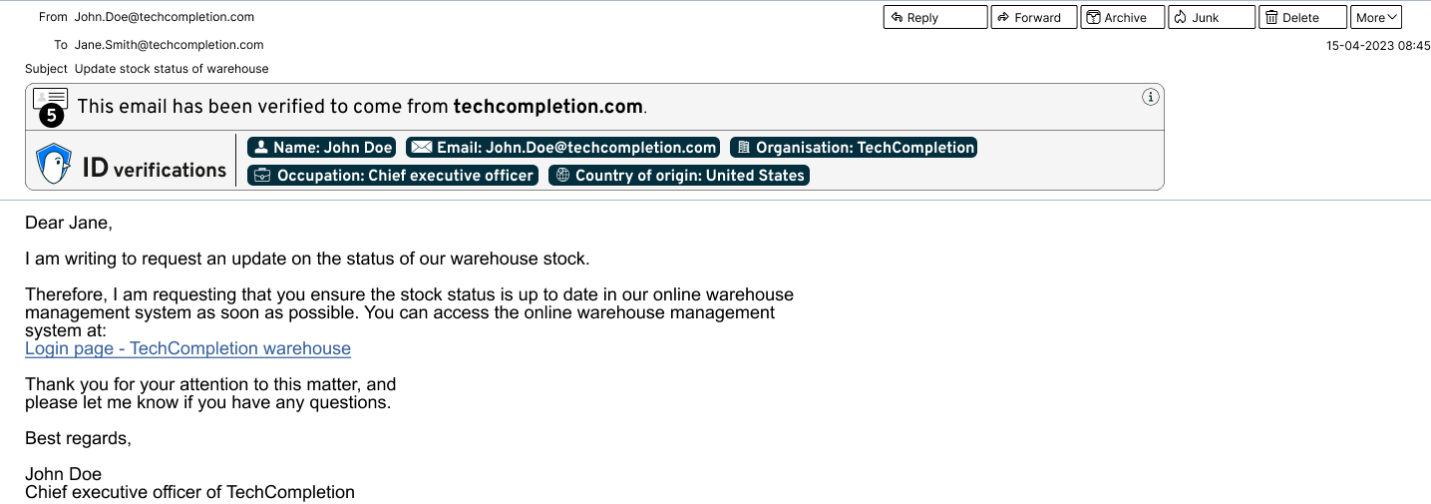 From John.Doe@techcompletion.com
Reply Forward Archive Junk Delete More
To Jane.Smith@techcompletion.com
15-04-2023 08:45
Subject Update stock status of warehouse
5 This email has been verified to come from techcompletion.com. i
ID verifications
Name: John Doe Email: John.Doe@techcompletion.com Organisation: TechCompletion
Occupation: Chief executive officer Country of origin: United States
Dear Jane,
I am writing to request an update on the status of our warehouse stock.
Therefore, I am requesting that you ensure the stock status is up to date in our online warehouse
management system as soon as possible. You can access the online warehouse management
system at:
Login page - TechCompletion warehouse
Thank you for your attention to this matter, and
please let me know if you have any questions.
Best regards,
John Doe
Chief executive officer of TechCompletion